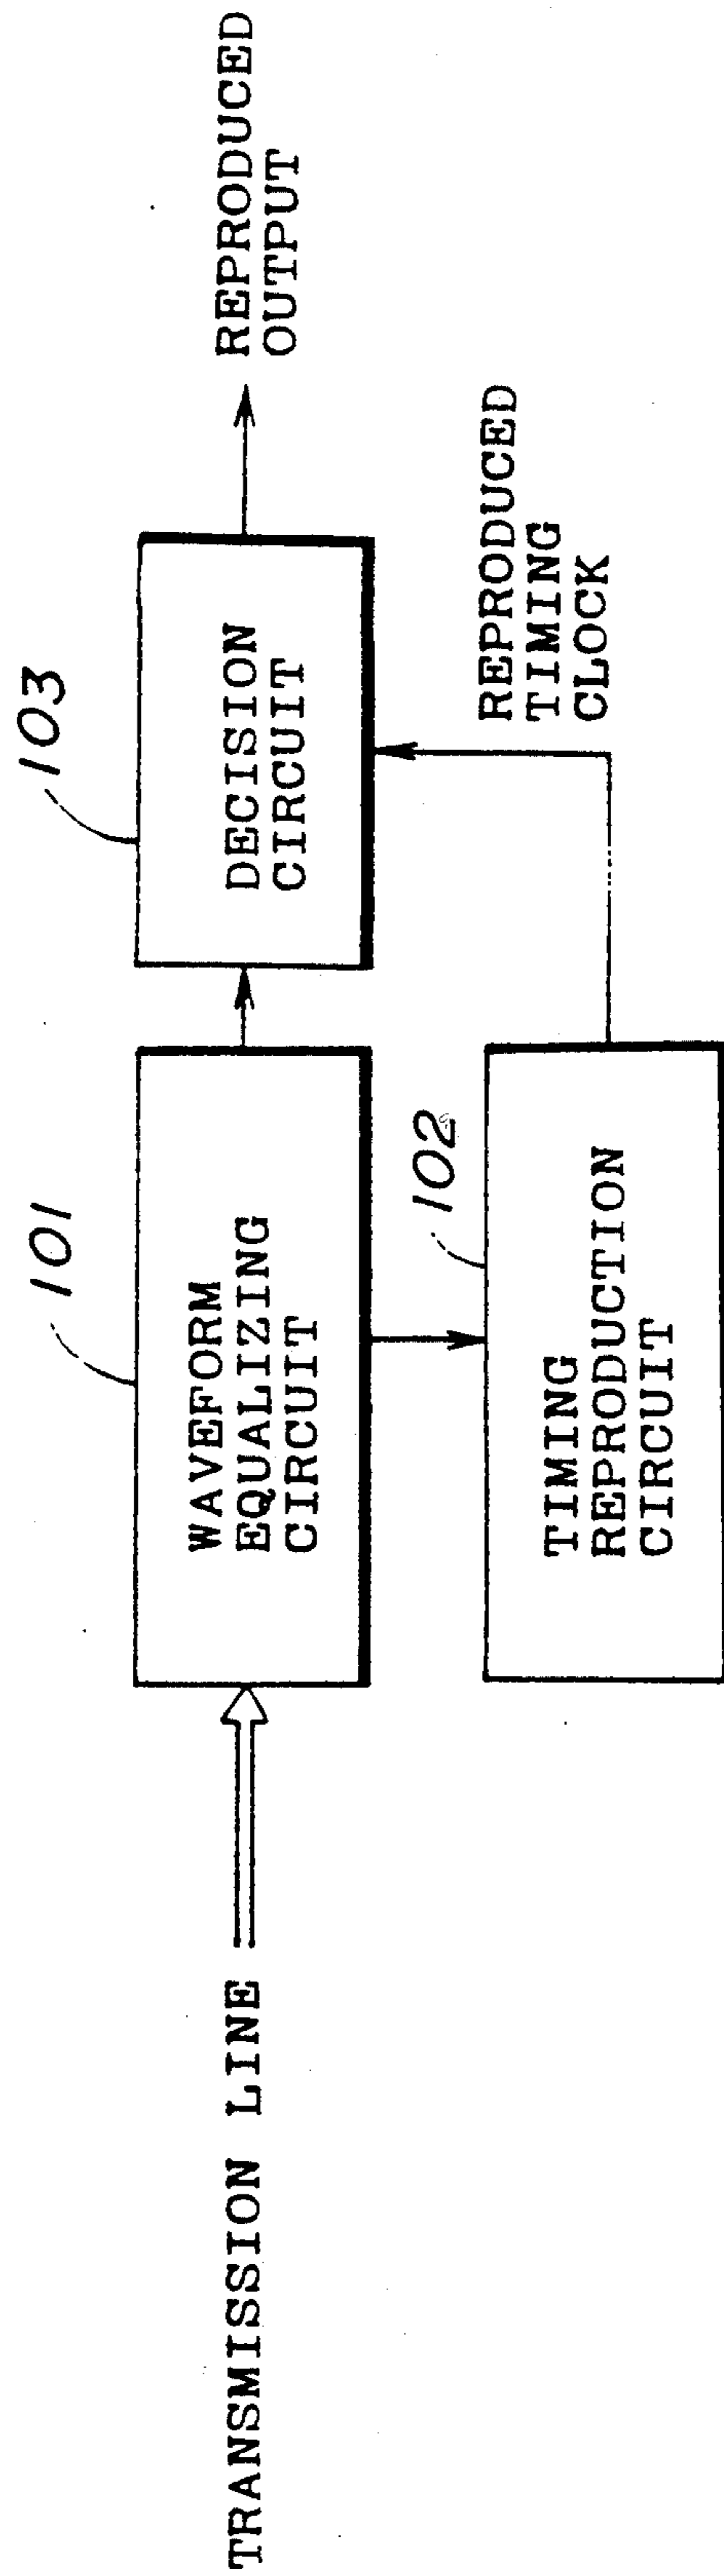 TRANSMISSION LINE
101
WAVEFORM
EQUALIZING
CIRCUIT
103
DECISION
CIRCUIT
REPRODUCED
OUTPUT
102
TIMING
REPRODUCTION
CIRCUIT
REPRODUCED
TIMING
CLOCK